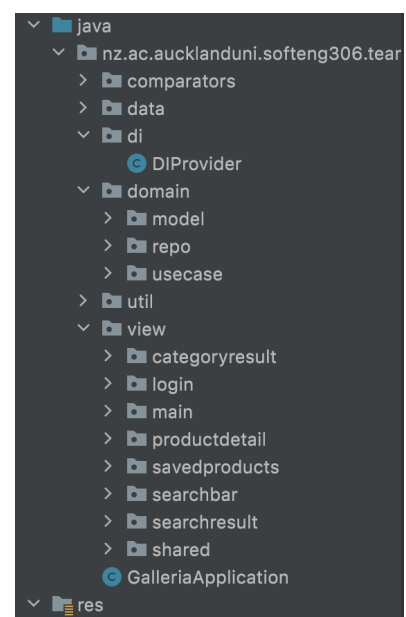 java
nz.ac.aucklanduni.softeng306.tear
comparators
data
di
DIProvider
domain
model
repo
usecase
util
view
categoryresult
login
main
productdetail
savedproducts
searchbar
searchresult
shared
GalleriaApplication
res